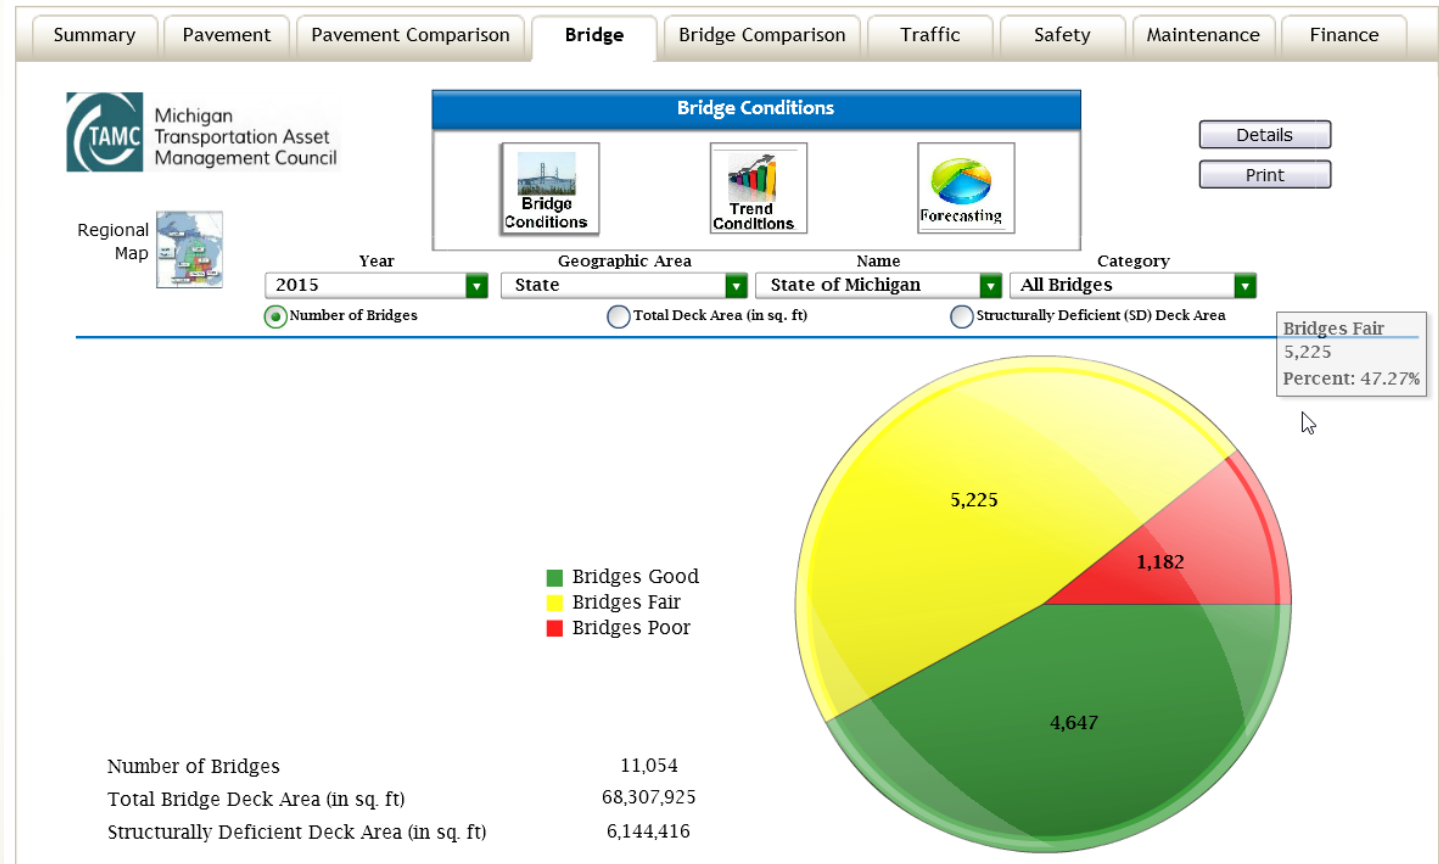 Summary Pavement Pavement Comparison Bridge Bridge Comparison Traffic Safety Maintenance Finance
TAMC
Michigan
Transportation Asset
Management Council
Bridge Conditions
Bridge
Conditions
Trend
Conditions
Forecasting
Details
Print
Regional
Map
Year Geographic Area Name Category
2015 State State of Michigan All Bridges
Number of Bridges Total Deck Area (in sq. ft) Structurally Deficient (SD) Deck Area
Bridges Fair
5,225
Percent: 47.27%
5,225
1,182
4,647
Bridges Good
Bridges Fair
Bridges Poor
Number of Bridges 11,054
Total Bridge Deck Area (in sq. ft) 68,307,925
Structurally Deficient Deck Area (in sq. ft) 6,144,416